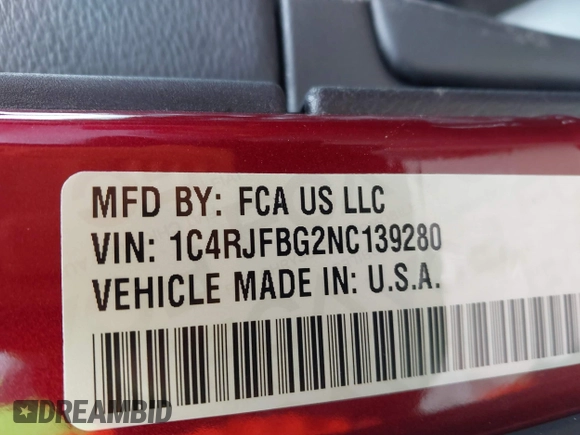 MFD BY: FCA US LLC
VIN: 1C4RJFBG2NC139280
VEHICLE MADE IN: U.S.A.
DREAMBID